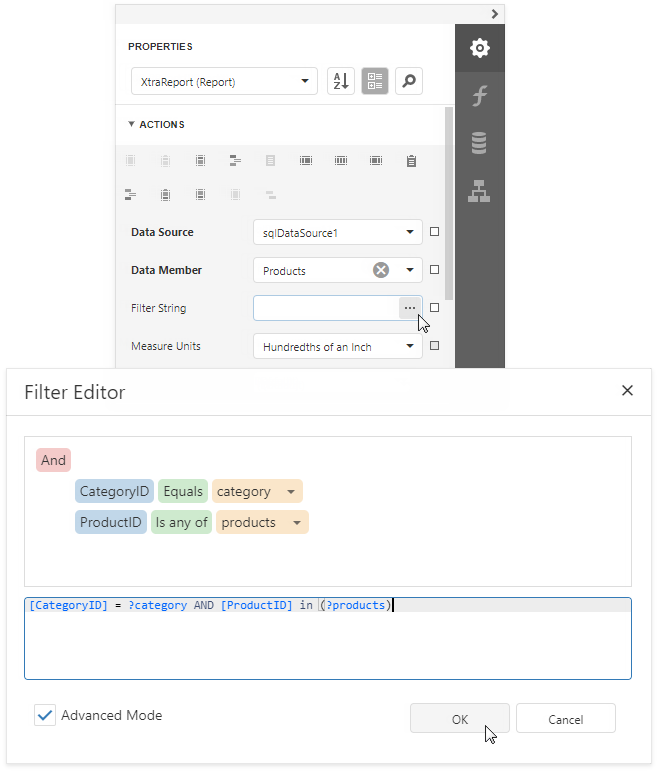 PROPERTIES
XtraReport (Report)
A
Z
ACTIONS
Data Source
sqlDataSource1
Data Member
Products
Filter String
...
Measure Units
Hundredths of an Inch
Filter Editor
And
CategoryID Equals category
ProductID Is any of products
[CategoryID] = ?category AND [ProductID] in (?products)
Advanced Mode
OK
Cancel